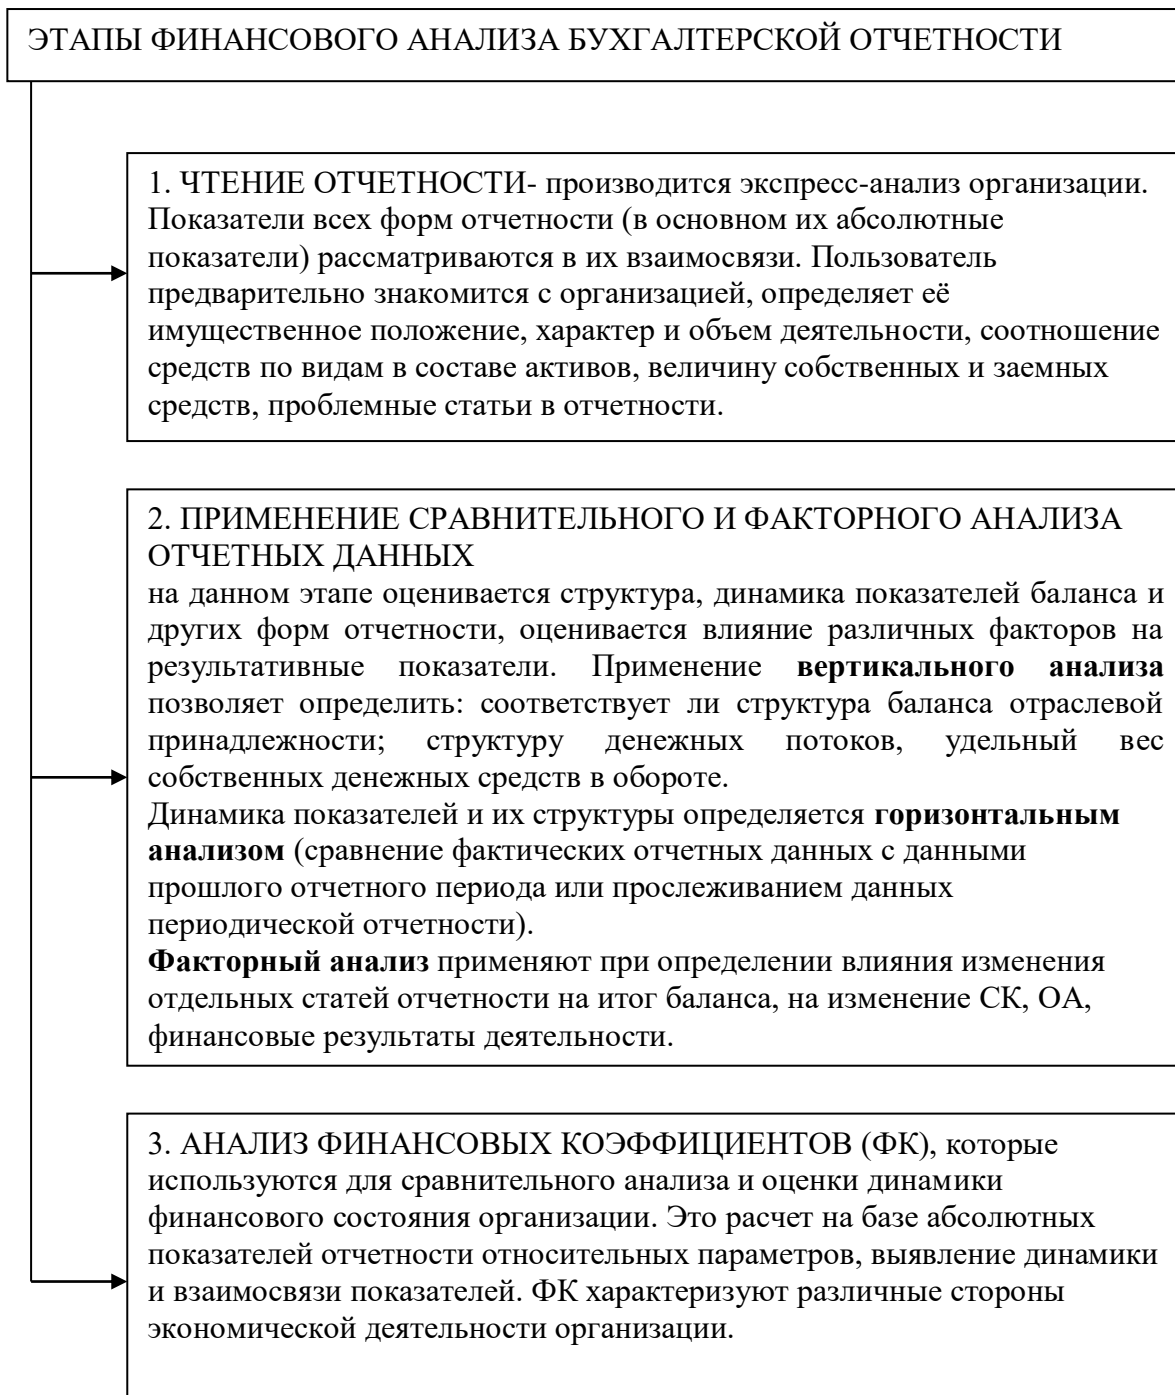 ЭТАПЫ ФИНАНСОВОГО АНАЛИЗА БУХГАЛТЕРСКОЙ ОТЧЕТНОСТИ
1. ЧТЕНИЕ ОТЧЕТНОСТИ- производится экспресс-анализ организации.
Показатели всех форм отчетности (в основном их абсолютные
показатели) рассматриваются в их взаимосвязи. Пользователь
предварительно знакомится с организацией, определяет её
имущественное положение, характер и объем деятельности, соотношение
средств по видам в составе активов, величину собственных и заемных
средств, проблемные статьи в отчетности.
2. ПРИМЕНЕНИЕ СРАВНИТЕЛЬНОГО И ФАКТОРНОГО АНАЛИЗА
ОТЧЕТНЫХ ДАННЫХ
на данном этапе оценивается структура, динамика показателей баланса и
других форм отчетности, оценивается влияние различных факторов на
результативные показатели. Применение вертикального анализа
позволяет определить: соответствует ли структура баланса отраслевой
принадлежности; структуру денежных потоков, удельный вес
собственных денежных средств в обороте.
Динамика показателей и их структуры определяется горизонтальным
анализом (сравнение фактических отчетных данных с данными
прошлого отчетного периода или прослеживанием данных
периодической отчетности).
Факторный анализ применяют при определении влияния изменения
отдельных статей отчетности на итог баланса, на изменение СК, ОА,
финансовые результаты деятельности.
3. АНАЛИЗ ФИНАНСОВЫХ КОЭФФИЦИЕНТОВ (ФК), которые
используются для сравнительного анализа и оценки динамики
финансового состояния организации. Это расчет на базе абсолютных
показателей отчетности относительных параметров, выявление динамики
и взаимосвязи показателей. ФК характеризуют различные стороны
экономической деятельности организации.